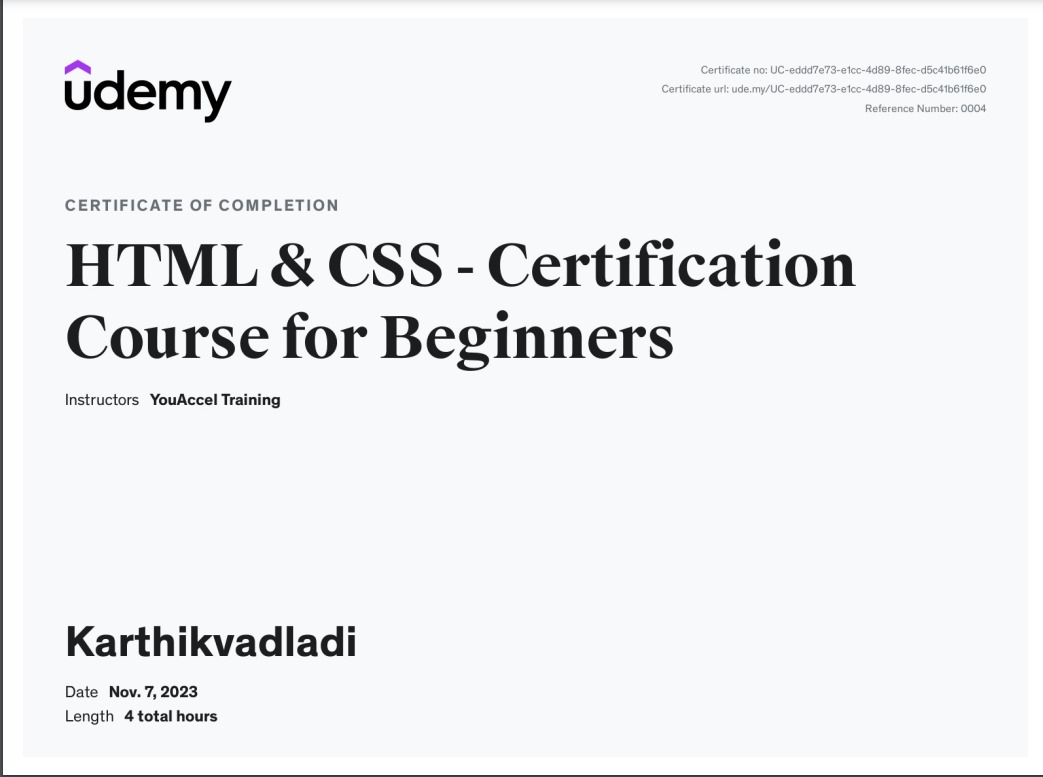 udemy
Certificate no: UC-eddd7e73-e1cc-4d89-8fec-d5c41b61f6e0
Certificate url: ude.my/UC-eddd7e73-e1cc-4d89-8fec-d5c41b61f6e0
Reference Number: 0004
CERTIFICATE OF COMPLETION
HTML & CSS - Certification
Course for Beginners
Instructors YouAccel Training
Karthikvadladi
Date Nov. 7, 2023
Length 4 total hours